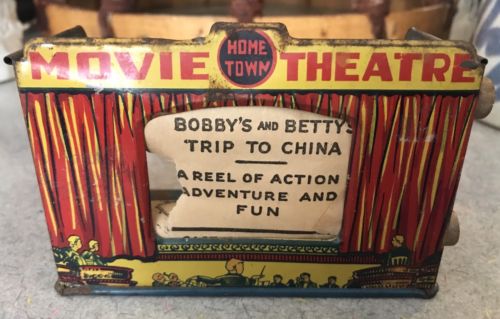 MOVIE HOME TOWN THEATRE
BOBBY'S AND BETTY'S
TRIP TO CHINA
A REEL OF ACTION
ADVENTURE AND
FUN